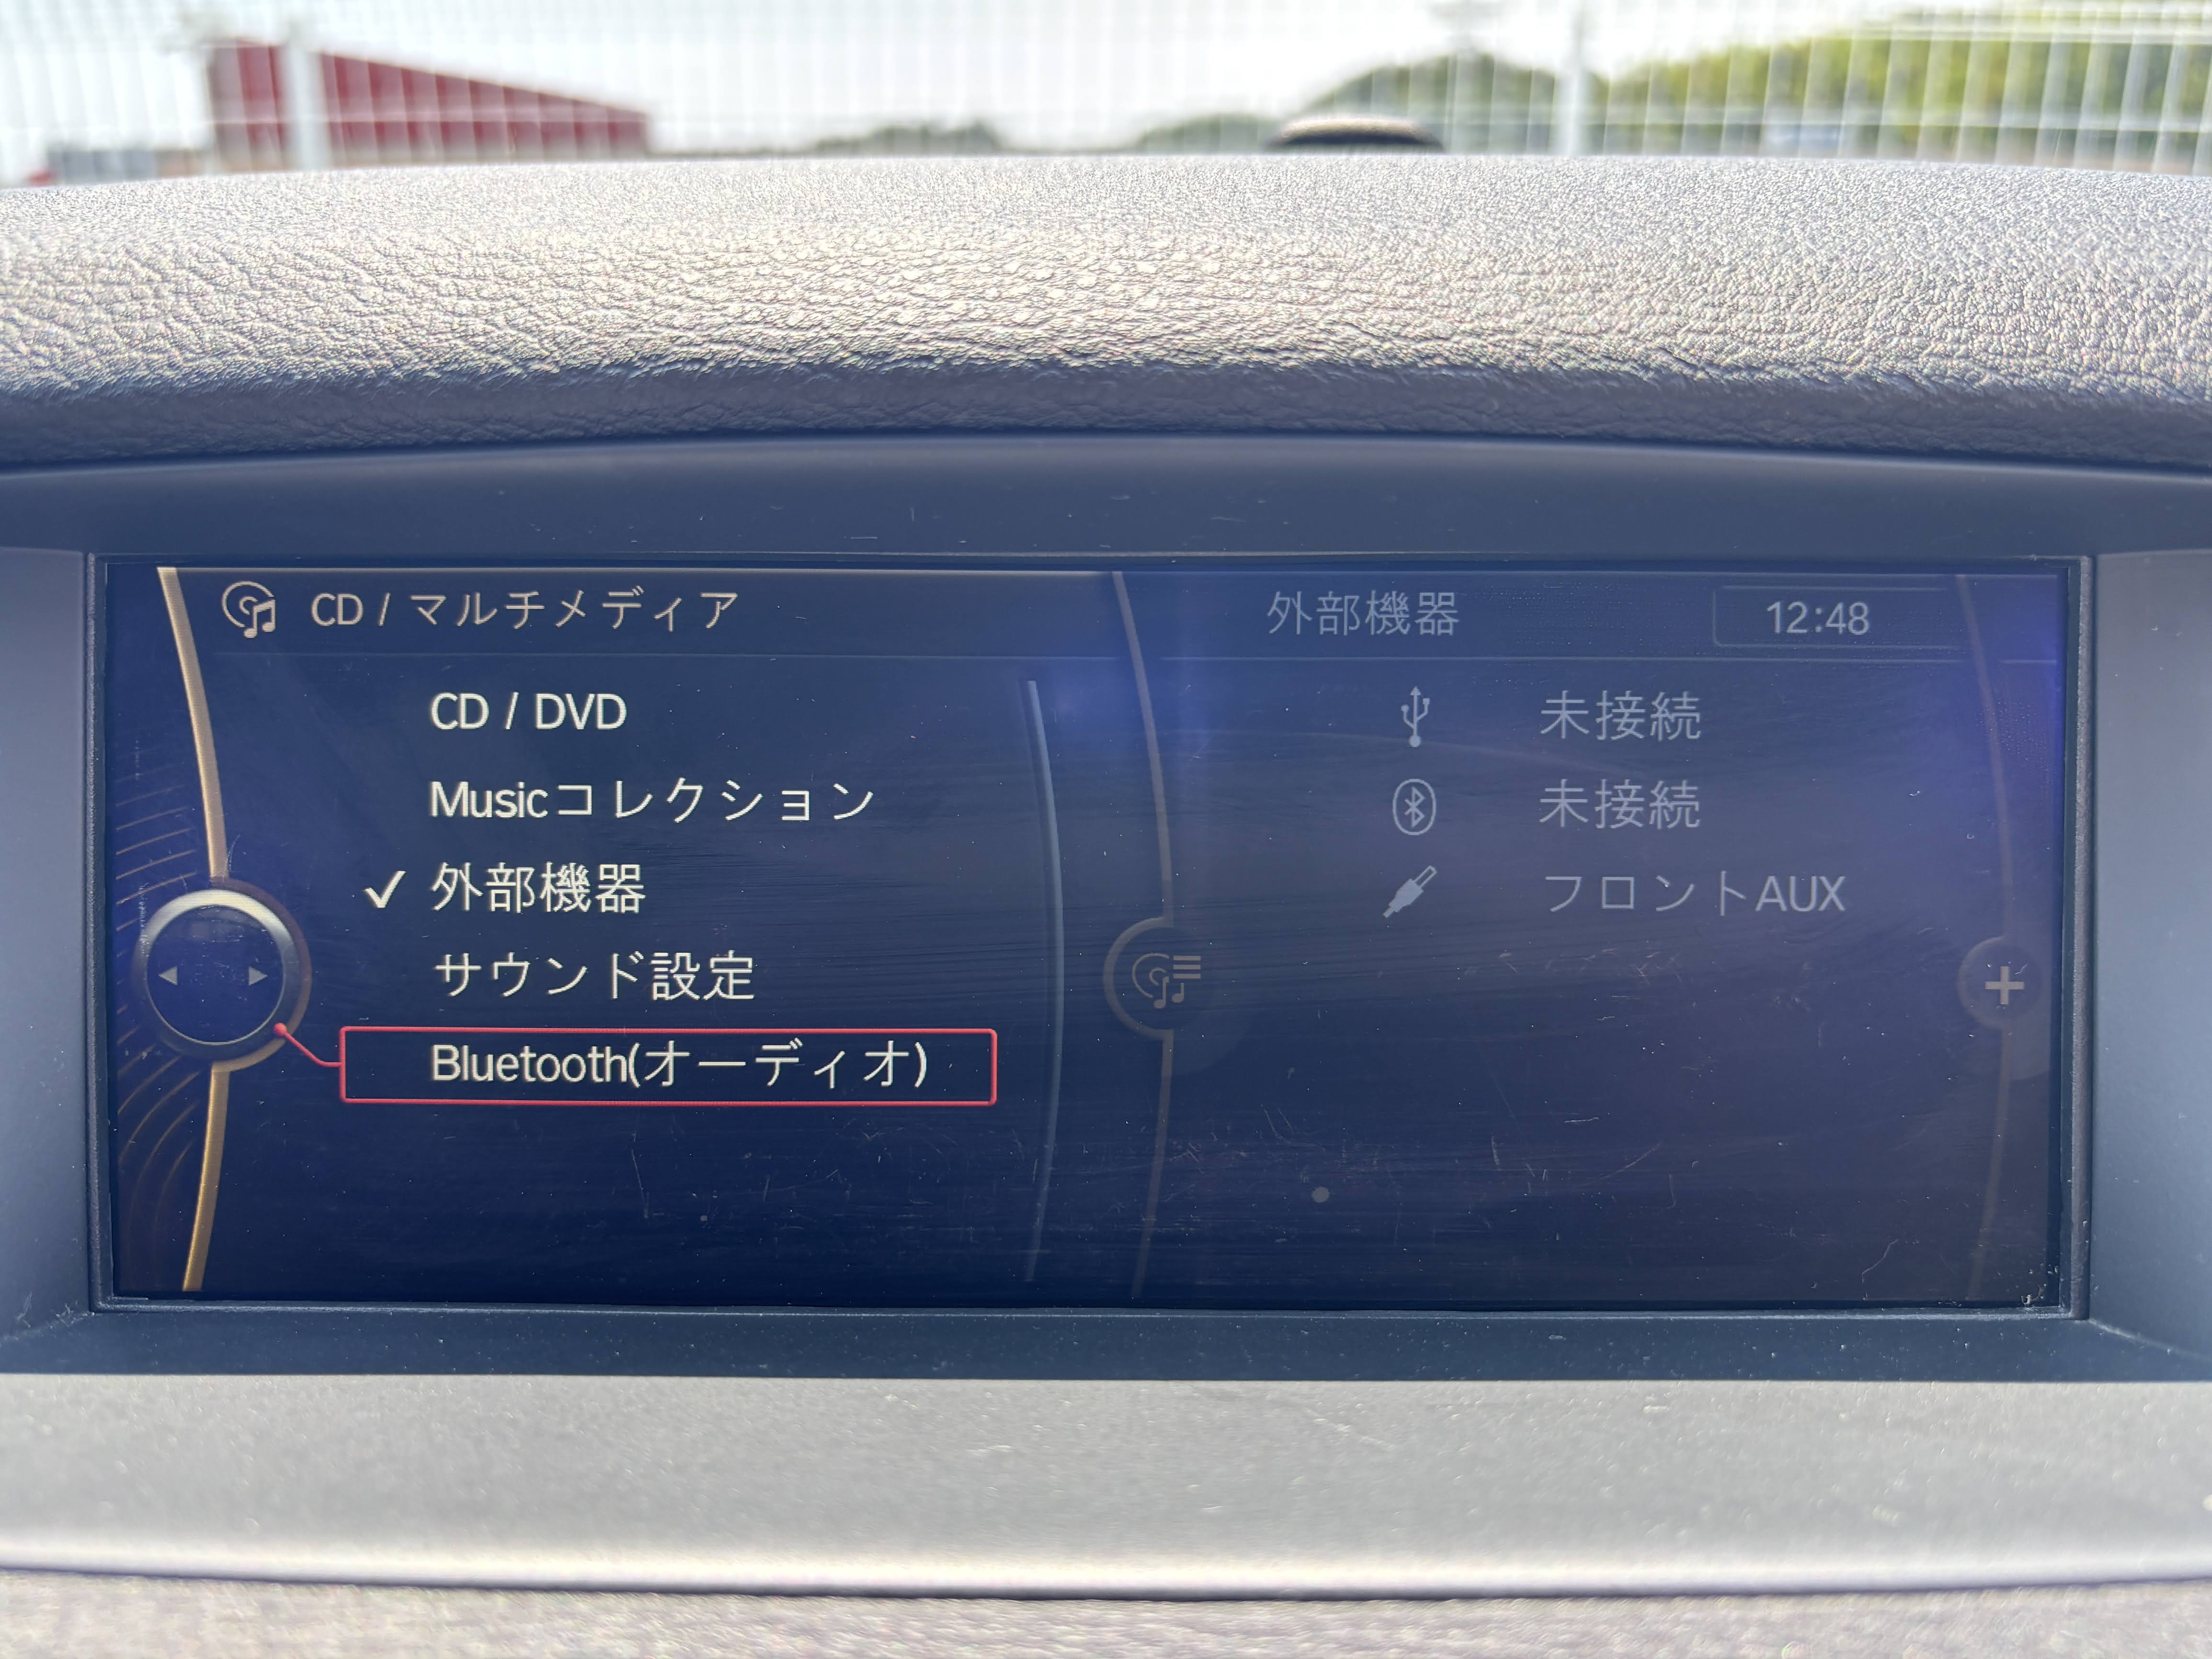 CD / マルチメディア
CD / DVD
Musicコレクション
外部機器
サウンド設定
Bluetooth(オーディオ)
外部機器
12:48
未接続
未接続
フロントAUX